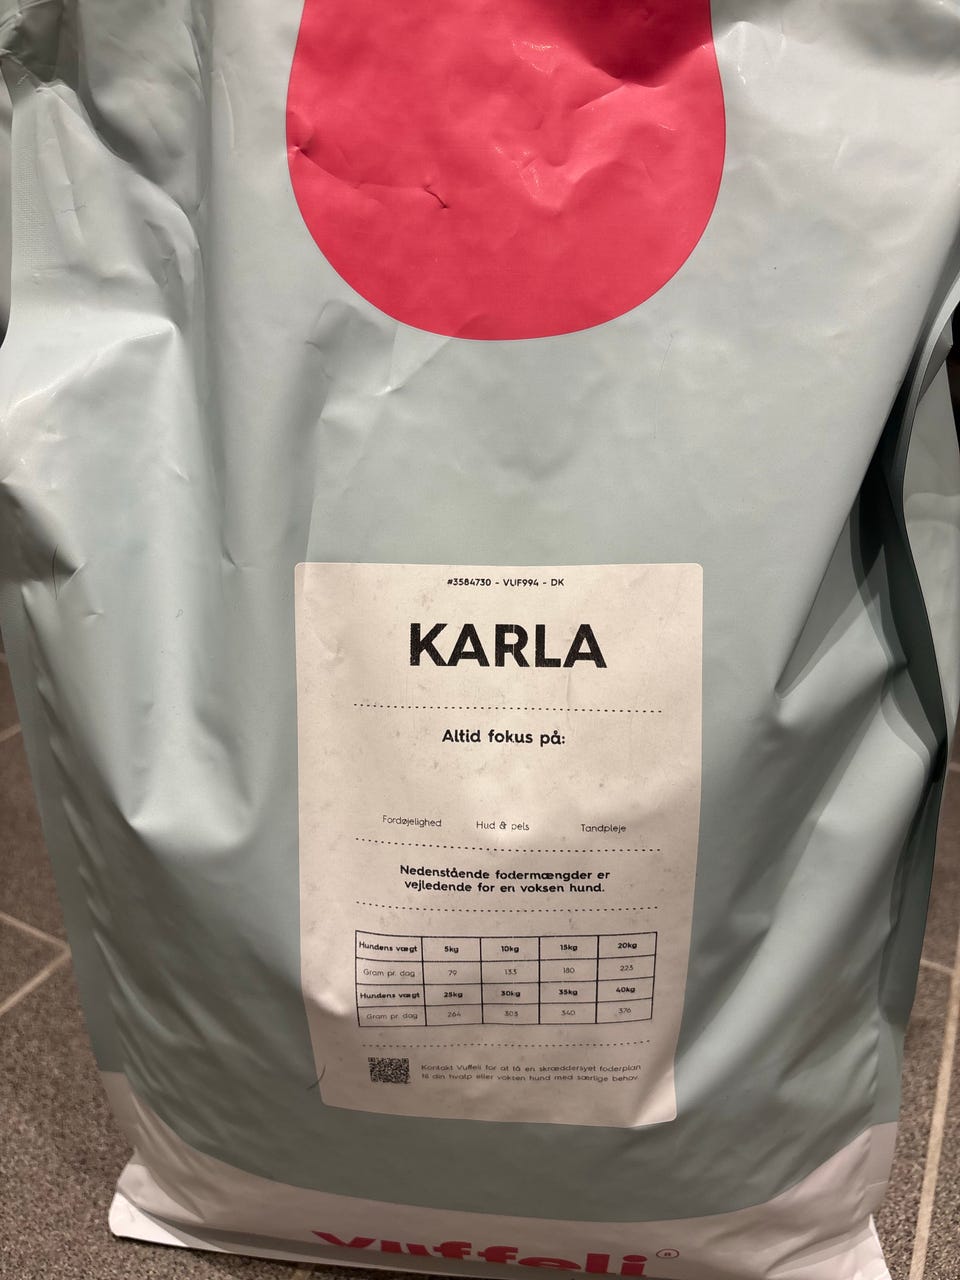 #3584730 - VUF994 - DK
KARLA
Altid fokus på:
Fordøjelighed Hud & pels Tandpleje
Nedenstående fodermængder er
vejledende for en voksen hund.
Hundens vægt 5kg 10kg 15kg 20kg
Gram pr. dag 79 133 180 223
Hundens vægt 25kg 30kg 35kg 40kg
Gram pr. dag 264 303 340 376
Kontakt Vuffeli for at få en skræddersyet foderplan
til din hvalp eller voksen hund med særlige behov.
vuffeli®